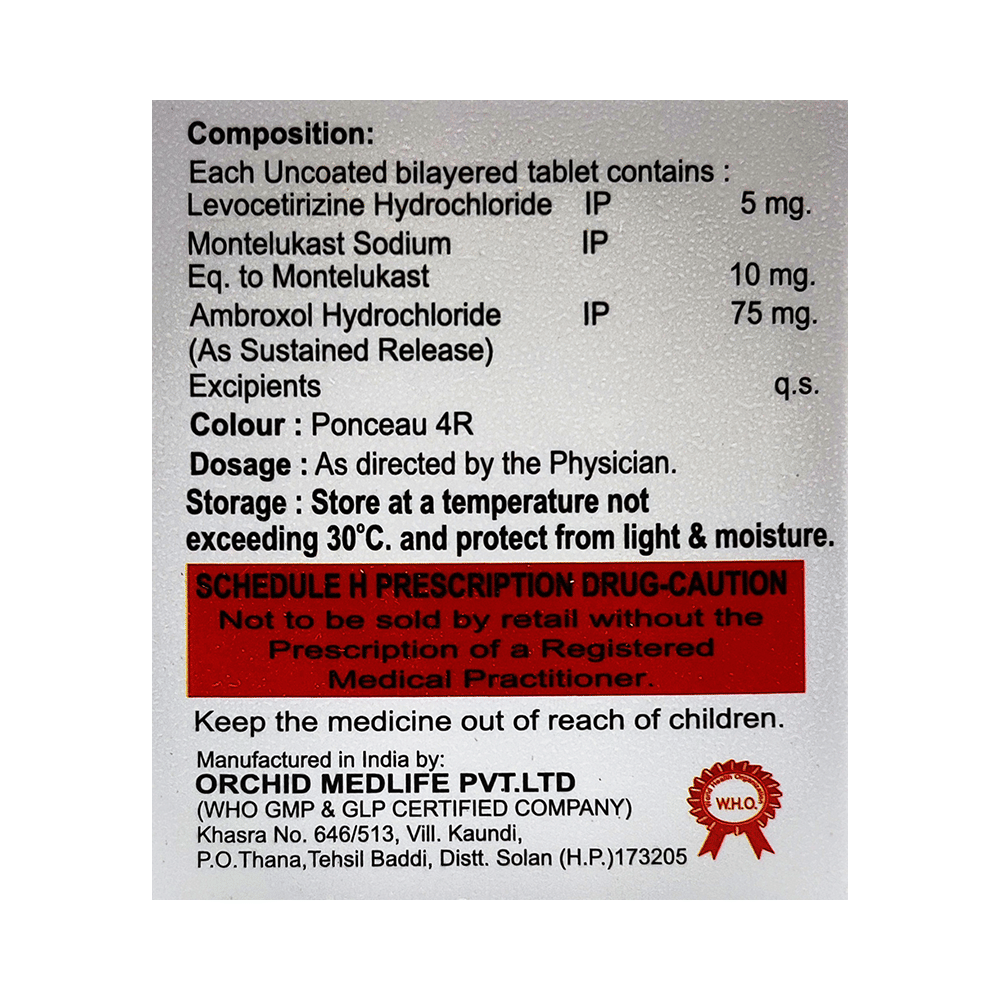 Composition:
Each Uncoated bilayered tablet contains :
Levocetirizine Hydrochloride IP 5 mg.
Montelukast Sodium IP
Eq. to Montelukast 10 mg.
Ambroxol Hydrochloride IP 75 mg.
(As Sustained Release)
Excipients q.s.
Colour : Ponceau 4R
Dosage : As directed by the Physician.
Storage : Store at a temperature not
exceeding 30°C. and protect from light & moisture.
SCHEDULE H PRESCRIPTION DRUG-CAUTION
Not to be sold by retail without the
Prescription of a Registered
Medical Practitioner.
Keep the medicine out of reach of children.
Manufactured in India by:
ORCHID MEDLIFE PVT.LTD
(WHO GMP & GLP CERTIFIED COMPANY)
Khasra No. 646/513, Vill. Kaundi,
P.O.Thana,Tehsil Baddi, Distt. Solan (H.P.)173205
World Health Organisation
W.H.O.